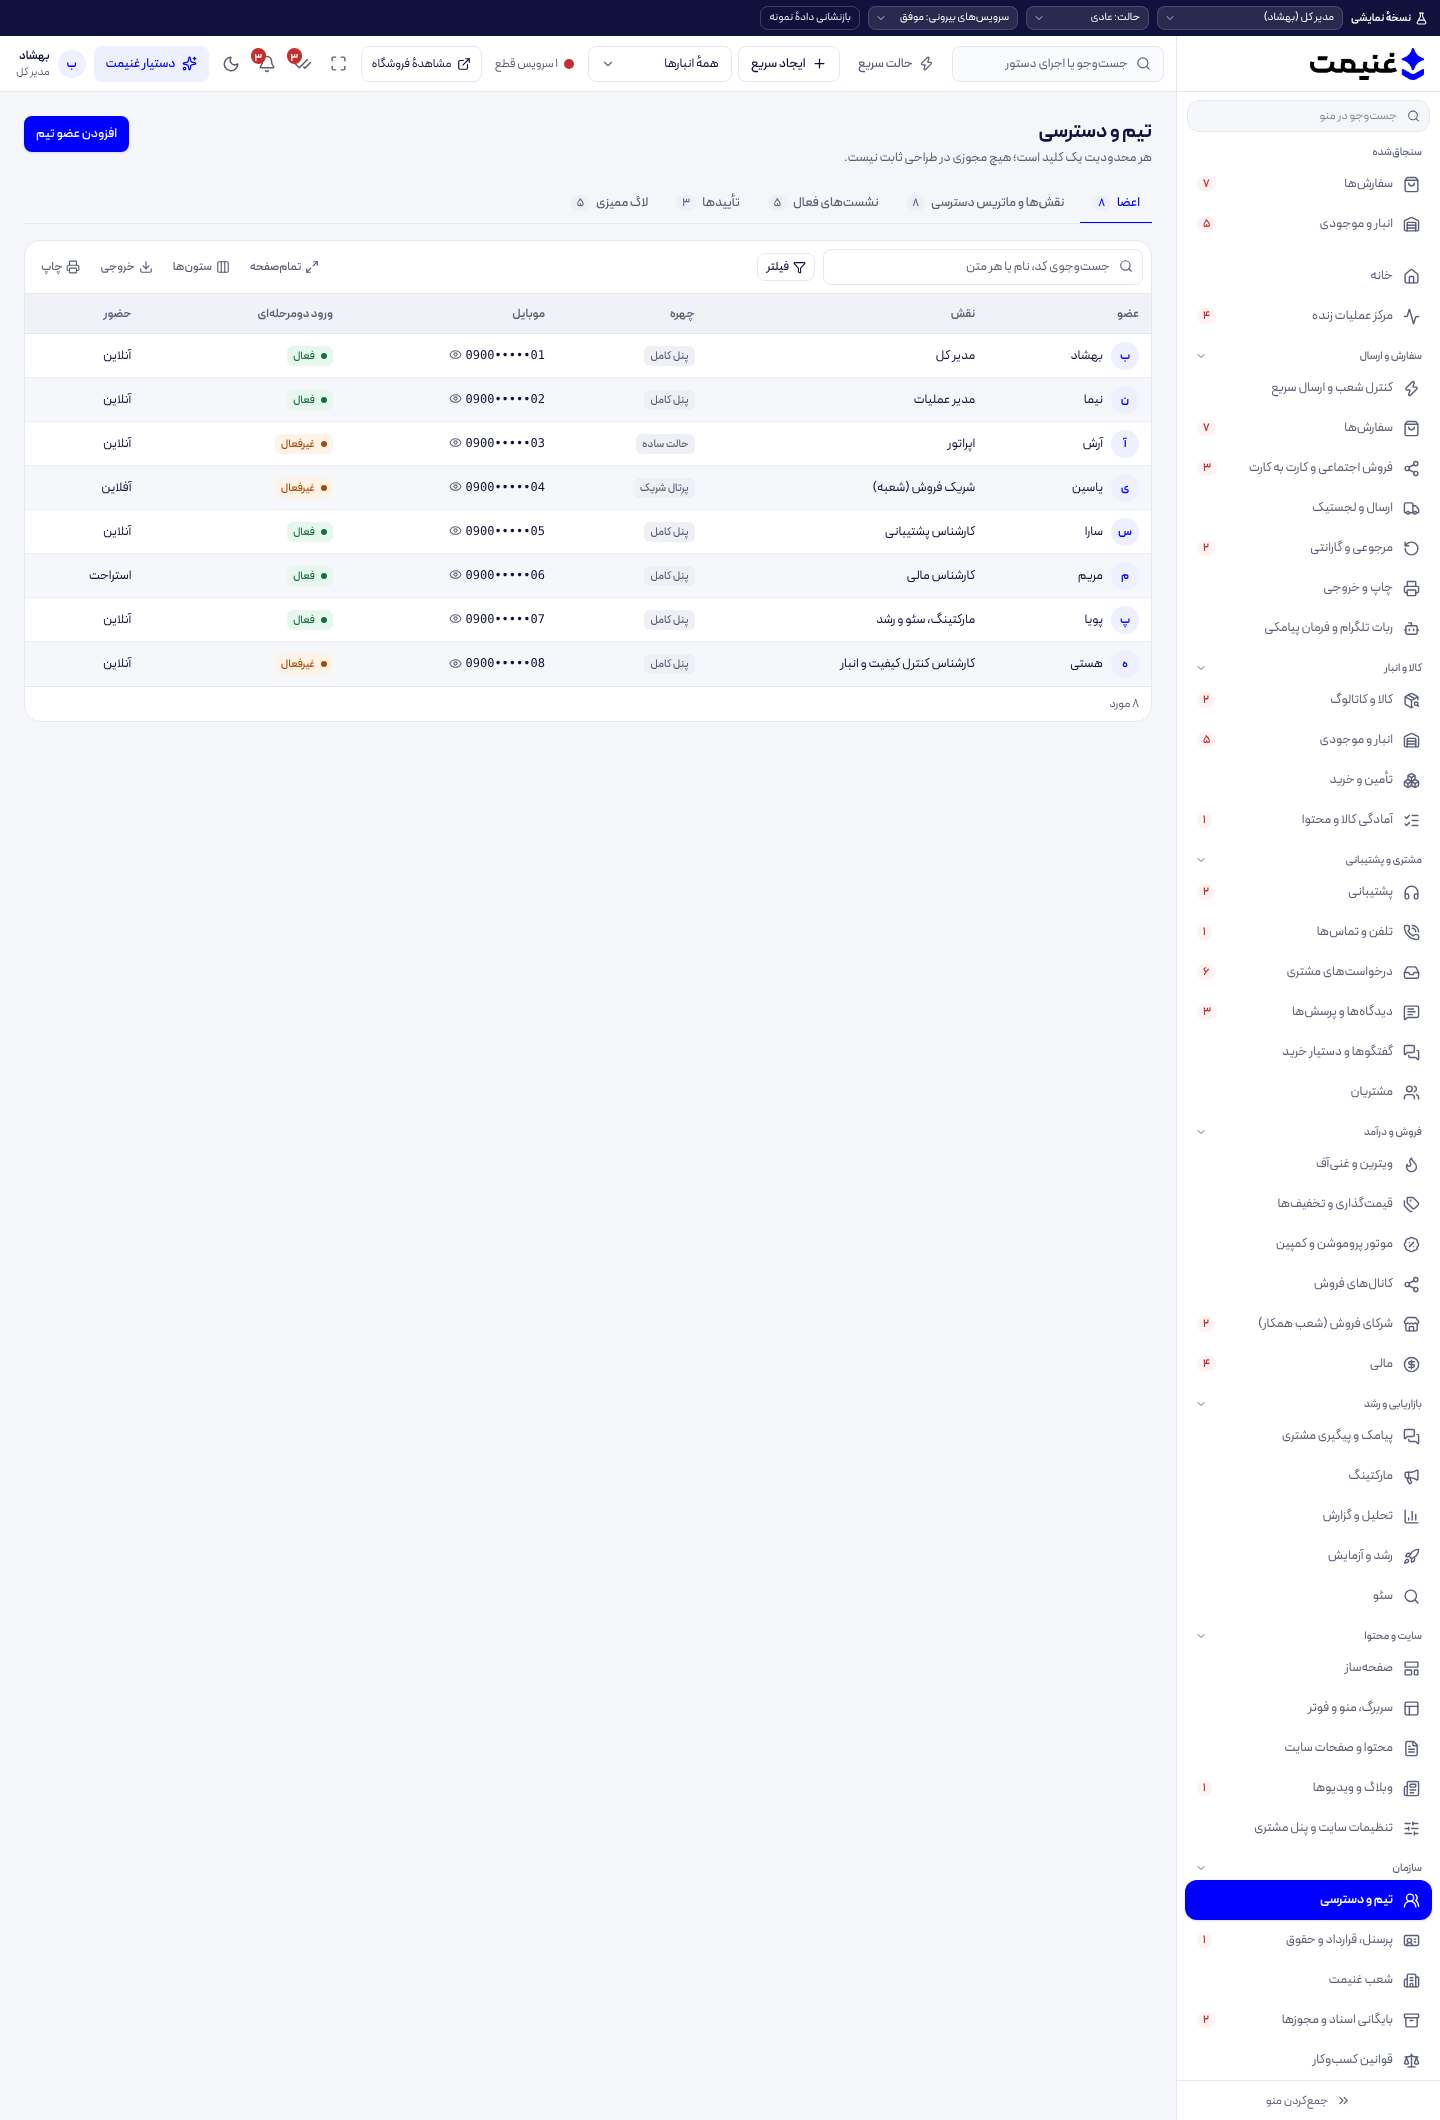 نسخهٔ نمایشی
مدیر کل (بهشاد)
حالت: عادی
سرویس‌های بیرونی: موفق
بازنشانی دادهٔ نمونه
غنیمت
جست‌وجو یا اجرای دستور
حالت سریع
ایجاد سریع
همهٔ انبارها
۱ سرویس قطع
مشاهدهٔ فروشگاه
۳
۳
دستیار غنیمت
ب
بهشاد
مدیر کل
جست‌وجو در منو
سنجاق‌شده
سفارش‌ها ۷
انبار و موجودی ۵
خانه
مرکز عملیات زنده ۴
سفارش و ارسال
کنترل شعب و ارسال سریع
سفارش‌ها ۷
فروش اجتماعی و کارت به کارت ۳
ارسال و لجستیک
مرجوعی و گارانتی ۲
چاپ و خروجی
ربات تلگرام و فرمان پیامکی
کالا و انبار
کالا و کاتالوگ ۲
انبار و موجودی ۵
تأمین و خرید
آمادگی کالا و محتوا ۱
مشتری و پشتیبانی
پشتیبانی ۲
تلفن و تماس‌ها ۱
درخواست‌های مشتری ۶
دیدگاه‌ها و پرسش‌ها ۳
گفتگوها و دستیار خرید
مشتریان
فروش و درآمد
ویترین و غنی‌آف
قیمت‌گذاری و تخفیف‌ها
موتور پروموشن و کمپین
کانال‌های فروش
شرکای فروش (شعب همکار) ۲
مالی ۴
بازاریابی و رشد
پیامک و پیگیری مشتری
مارکتینگ
تحلیل و گزارش
رشد و آزمایش
سئو
سایت و محتوا
صفحه‌ساز
سربرگ، منو و فوتر
محتوا و صفحات سایت
وبلاگ و ویدیوها ۱
تنظیمات سایت و پنل مشتری
سازمان
تیم و دسترسی
پرسنل، قرارداد و حقوق ۱
شعب غنیمت
بایگانی اسناد و مجوزها ۲
قوانین کسب‌وکار
جمع‌کردن منو
تیم و دسترسی
هر محدودیت یک کلید است؛ هیچ مجوزی در طراحی ثابت نیست.
افزودن عضو تیم
اعضا ۸
نقش‌ها و ماتریس دسترسی ۸
نشست‌های فعال ۵
تأییدها ۳
لاگ ممیزی ۵
جست‌وجوی کد، نام یا هر متن
فیلتر
تمام‌صفحه
ستون‌ها
خروجی
چاپ
عضو نقش چهره موبایل ورود دومرحله‌ای حضور
ب بهشاد مدیر کل پنل کامل 0900•••••01 فعال آنلاین
ن نیما مدیر عملیات پنل کامل 0900•••••02 فعال آنلاین
آ آرش اپراتور حالت ساده 0900•••••03 غیرفعال آنلاین
ی یاسین شریک فروش (شعبه) پرتال شریک 0900•••••04 غیرفعال آفلاین
س سارا کارشناس پشتیبانی پنل کامل 0900•••••05 فعال آنلاین
م مریم کارشناس مالی پنل کامل 0900•••••06 فعال استراحت
پ پویا مارکتینگ، سئو و رشد پنل کامل 0900•••••07 فعال آنلاین
ه هستی کارشناس کنترل کیفیت و انبار پنل کامل 0900•••••08 غیرفعال آنلاین
۸ مورد